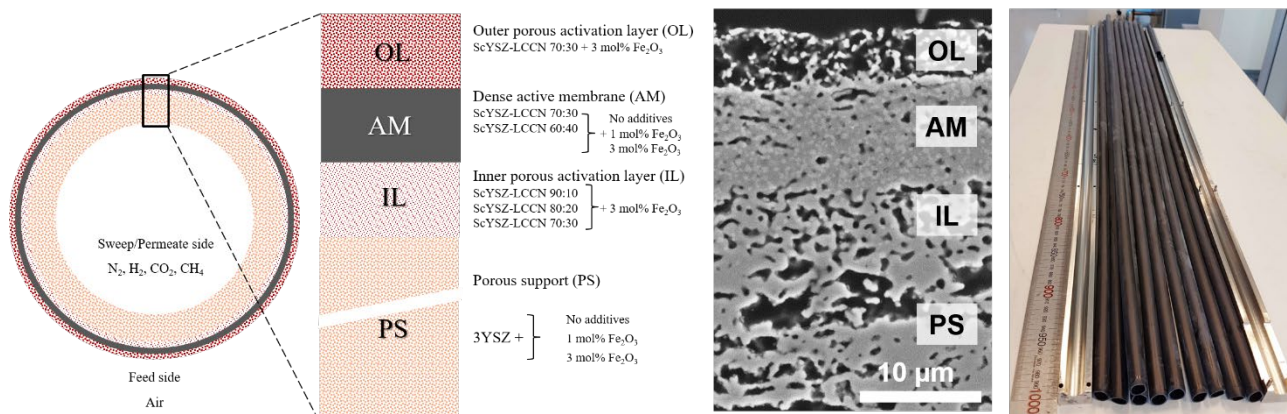 Sweep/Permeate side
N₂, H₂, CO₂, CH₄
Feed side
Air
OL
AM
IL
PS
Outer porous activation layer (OL)
ScYSZ-LCCN 70:30 + 3 mol% Fe₂O₃
Dense active membrane (AM)
ScYSZ-LCCN 70:30
ScYSZ-LCCN 60:40
No additives
+ 1 mol% Fe₂O₃
3 mol% Fe₂O₃
Inner porous activation layer (IL)
ScYSZ-LCCN 90:10
ScYSZ-LCCN 80:20
ScYSZ-LCCN 70:30
+ 3 mol% Fe₂O₃
Porous support (PS)
3YSZ +
No additives
1 mol% Fe₂O₃
3 mol% Fe₂O₃
OL
AM
IL
PS
10 µm
900
950
1000